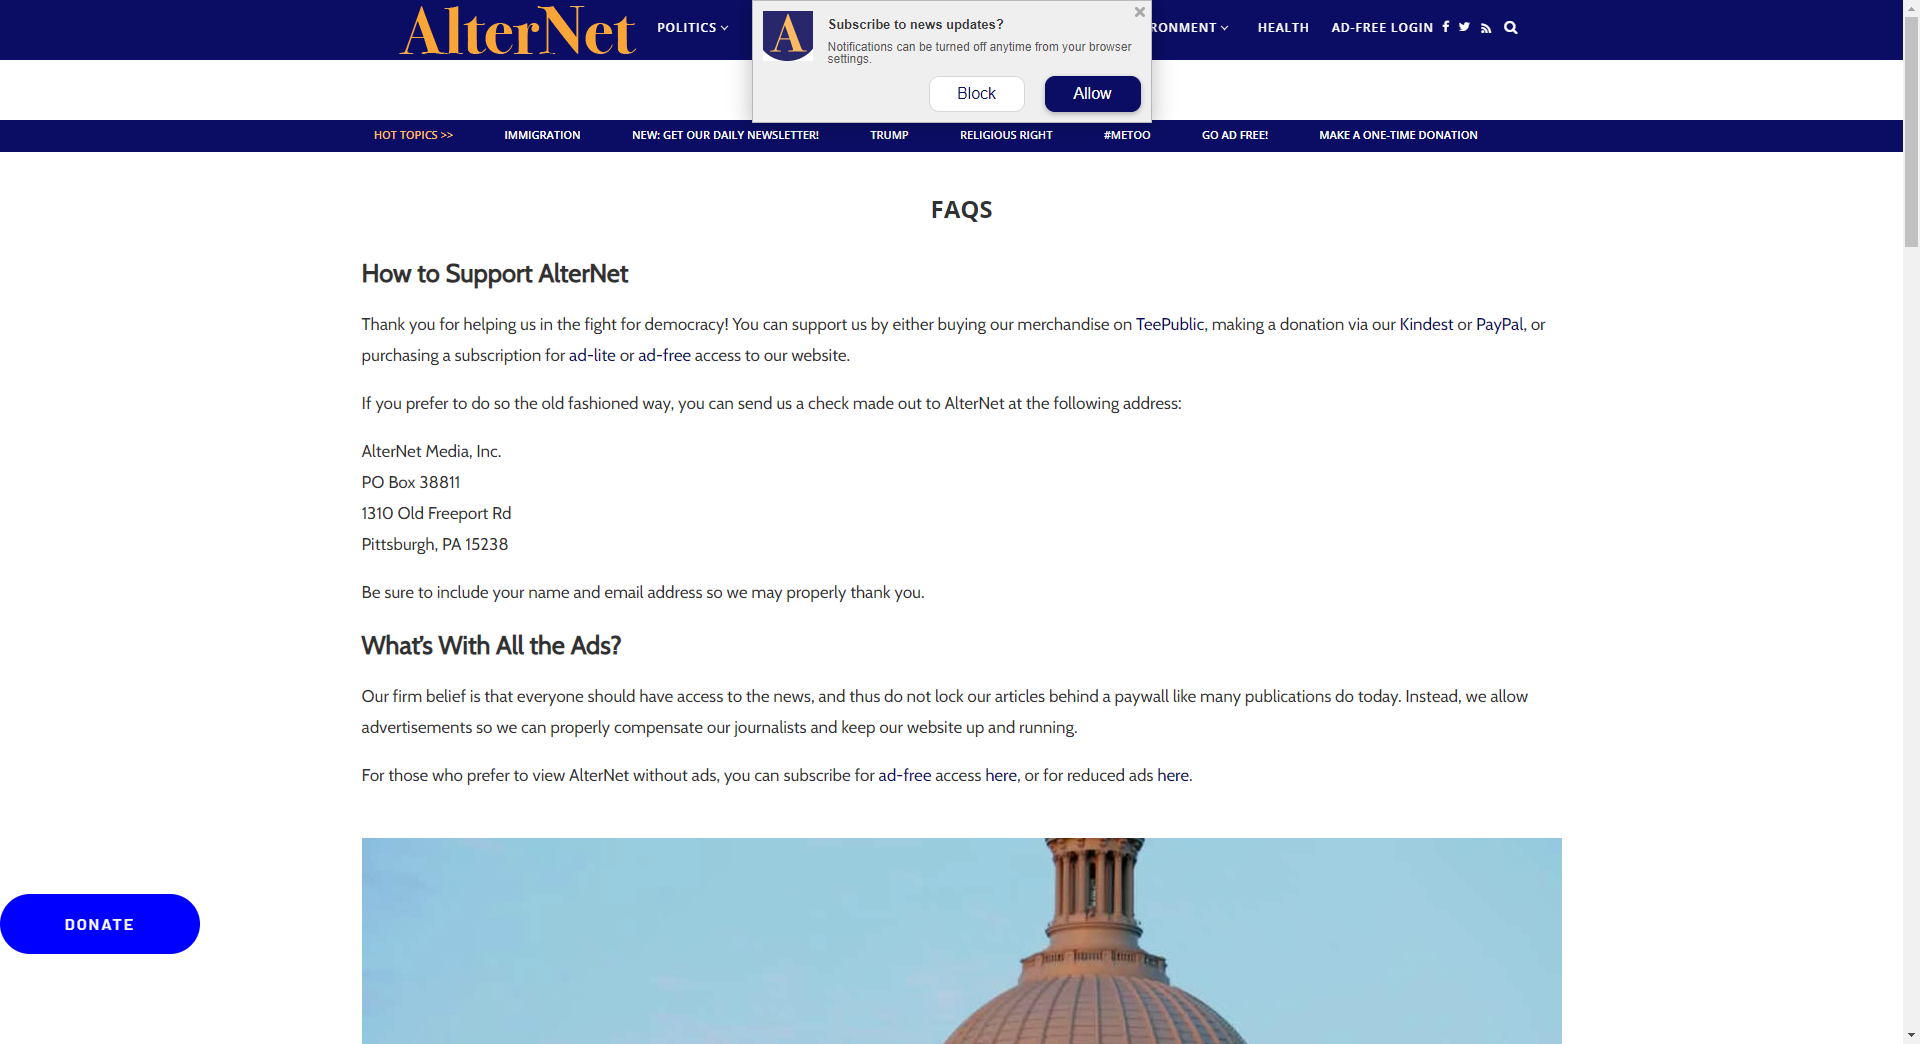 AlterNet
POLITICS
RONMENT
HEALTH
AD-FREE LOGIN
A
Subscribe to news updates?
Notifications can be turned off anytime from your browser
settings.
Block
Allow
HOT TOPICS >>
IMMIGRATION
NEW: GET OUR DAILY NEWSLETTER!
TRUMP
RELIGIOUS RIGHT
#METOO
GO AD FREE!
MAKE A ONE-TIME DONATION
FAQS
How to Support AlterNet
Thank you for helping us in the fight for democracy! You can support us by either buying our merchandise on TeePublic, making a donation via our Kindest or PayPal, or
purchasing a subscription for ad-lite or ad-free access to our website.
If you prefer to do so the old fashioned way, you can send us a check made out to AlterNet at the following address:
AlterNet Media, Inc.
PO Box 38811
1310 Old Freeport Rd
Pittsburgh, PA 15238
Be sure to include your name and email address so we may properly thank you.
What's With All the Ads?
Our firm belief is that everyone should have access to the news, and thus do not lock our articles behind a paywall like many publications do today. Instead, we allow
advertisements so we can properly compensate our journalists and keep our website up and running.
For those who prefer to view AlterNet without ads, you can subscribe for ad-free access here, or for reduced ads here.
DONATE